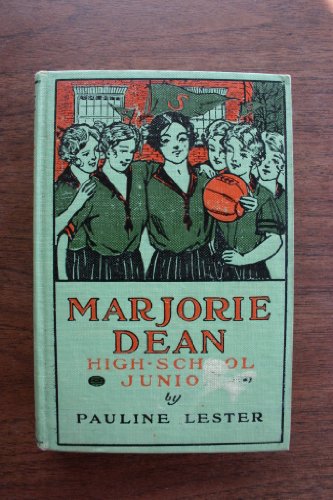 S
MARJORIE
DEAN
HIGH-SCHOOL
JUNIO
by
PAULINE LESTER